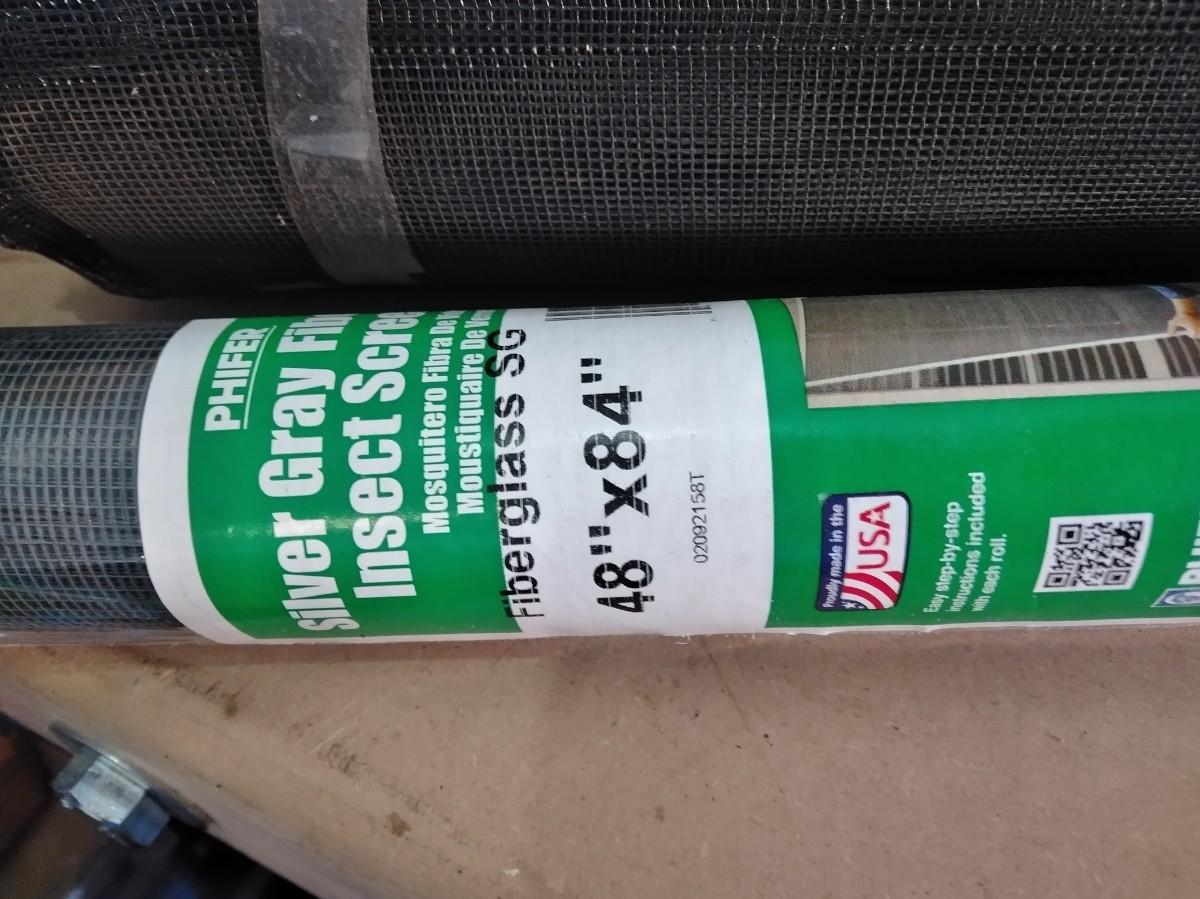 PHIFER
Silver Gray
Insect
Mosquitero Fibra De
Moustiquaire De
Fiberglass SG
48"x84"
02092158T
Proudly made in the
USA
Easy step-by-step
instructions included
with each roll.